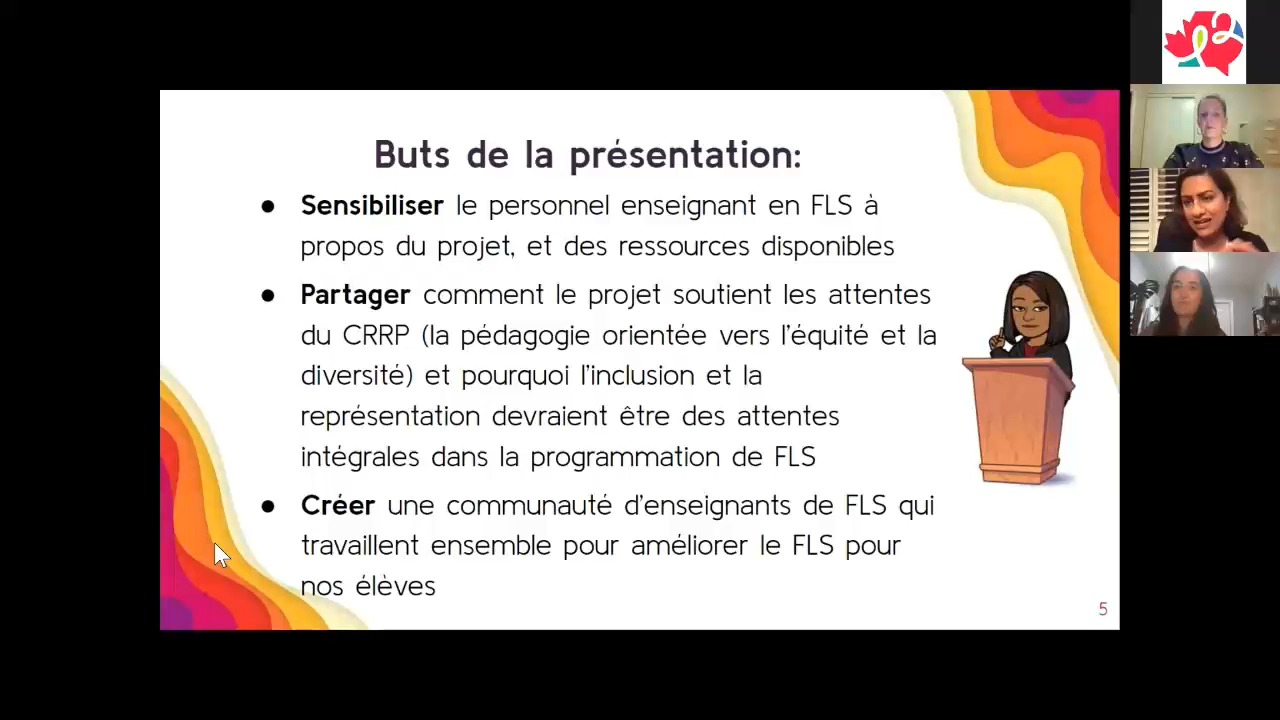 Buts de la présentation:
● Sensibiliser le personnel enseignant en FLS à
propos du projet, et des ressources disponibles
● Partager comment le projet soutient les attentes
du CRRP (la pédagogie orientée vers l'équité et la
diversité) et pourquoi l'inclusion et la
représentation devraient être des attentes
intégrales dans la programmation de FLS
● Créer une communauté d'enseignants de FLS qui
travaillent ensemble pour améliorer le FLS pour
nos élèves
5